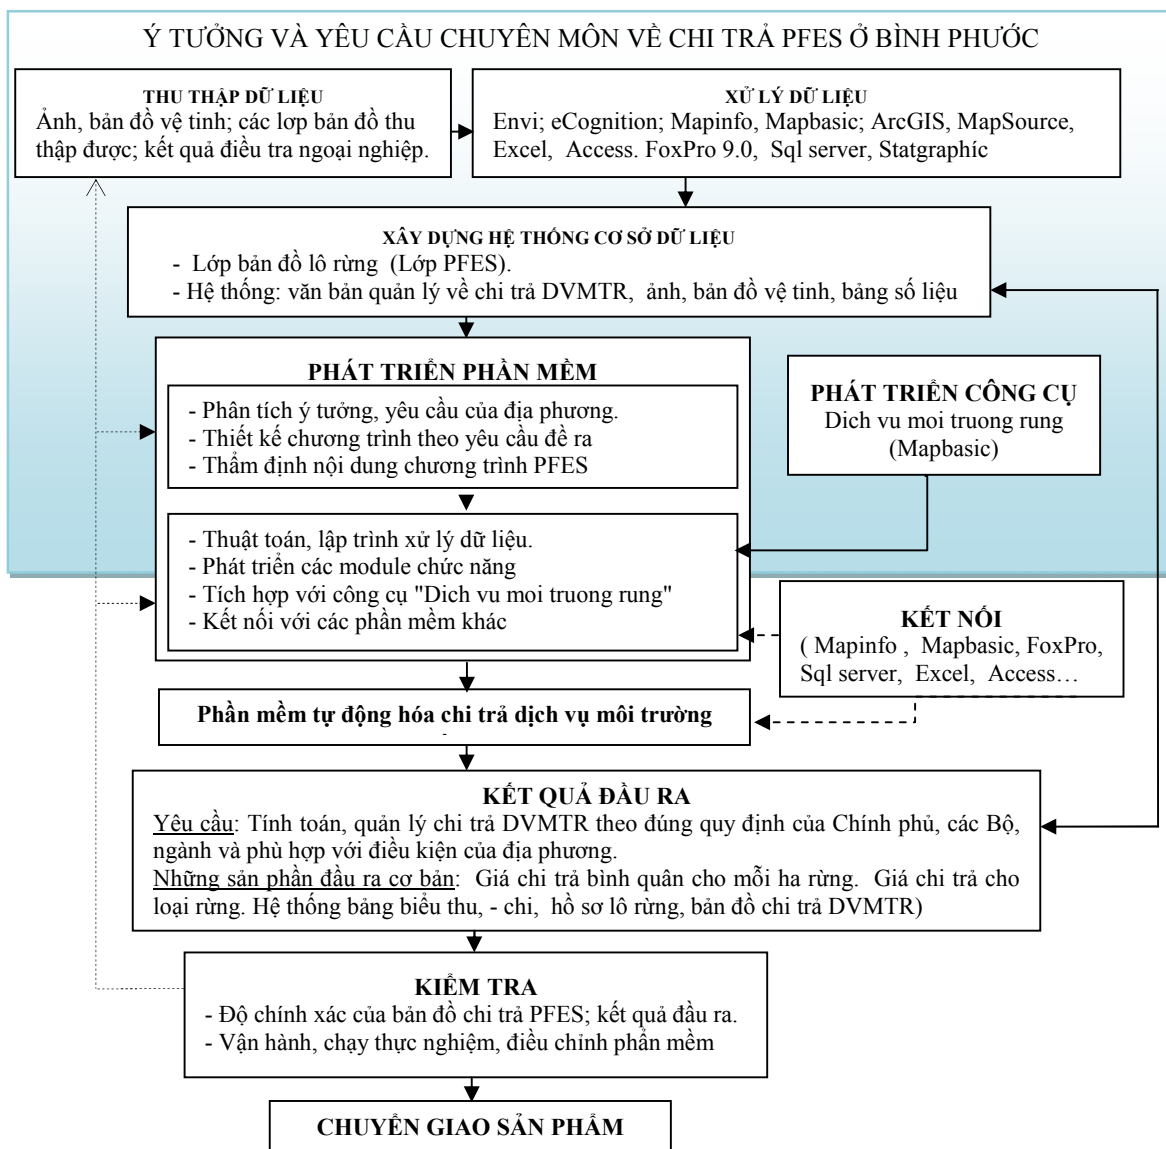 Ý TƯỞNG VÀ YÊU CẦU CHUYÊN MÔN VỀ CHI TRẢ PFES Ở BÌNH PHƯỚC
THU THẬP DỮ LIỆU
Ảnh, bản đồ vệ tinh; các lơp bản đồ thu
thập được; kết quả điều tra ngoại nghiệp.
XỬ LÝ DỮ LIỆU
Envi; eCognition; Mapinfo, Mapbasic; ArcGIS, MapSource,
Excel, Access. FoxPro 9.0, Sql server, Statgraphíc
XÂY DỰNG HỆ THỐNG CƠ SỞ DỮ LIỆU
- Lớp bản đồ lô rừng (Lớp PFES).
- Hệ thống: văn bản quản lý về chi trả DVMTR, ảnh, bản đồ vệ tinh, bảng số liệu
PHÁT TRIỂN PHẦN MỀM
- Phân tích ý tưởng, yêu cầu của địa phương.
- Thiết kế chương trình theo yêu cầu đề ra
- Thẩm định nội dung chương trình PFES
PHÁT TRIỂN CÔNG CỤ
Dich vu moi truong rung
(Mapbasic)
- Thuật toán, lập trình xử lý dữ liệu.
- Phát triển các module chức năng
- Tích hợp với công cụ "Dich vu moi truong rung"
- Kết nối với các phần mềm khác
KẾT NỐI
( Mapinfo , Mapbasic, FoxPro,
Sql server, Excel, Access…
Phần mềm tự động hóa chi trả dịch vụ môi trường
KẾT QUẢ ĐẦU RA
Yêu cầu: Tính toán, quản lý chi trả DVMTR theo đúng quy định của Chính phủ, các Bộ,
ngành và phù hợp với điều kiện của địa phương.
Những sản phẩm đầu ra cơ bản: Giá chi trả bình quân cho mỗi ha rừng. Giá chi trả cho
loại rừng. Hệ thống bảng biểu thu, - chi, hồ sơ lô rừng, bản đồ chi trả DVMTR)
KIỂM TRA
- Độ chính xác của bản đồ chi trả PFES; kết quả đầu ra.
- Vận hành, chạy thực nghiệm, điều chỉnh phần mềm
CHUYỂN GIAO SẢN PHẨM